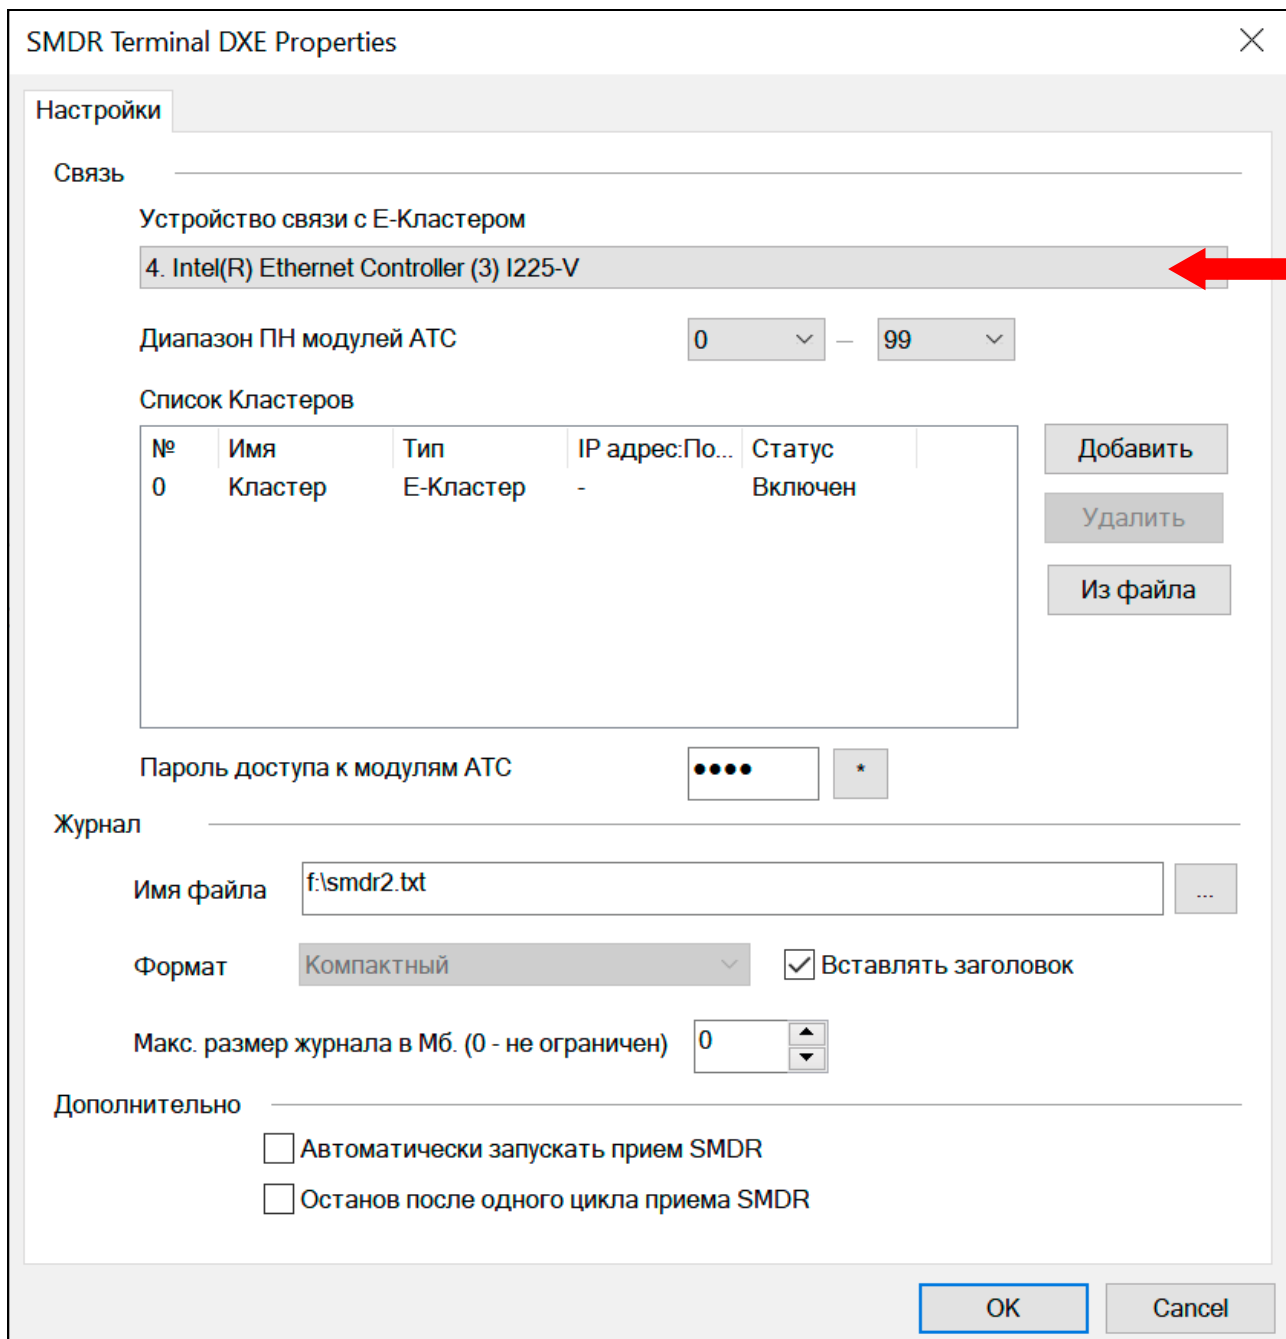 SMDR Terminal DXE Properties
Настройки
Связь
Устройство связи с Е-Кластером
4. Intel(R) Ethernet Controller (3) I225-V
Диапазон ПН модулей АТС 0 — 99
Список Кластеров
№ Имя Тип IP адрес:По... Статус Добавить
0 Кластер Е-Кластер - Включен
Удалить
Из файла
Пароль доступа к модулям АТС ●●●● *
Журнал
Имя файла f:\smdr2.txt ...
Формат Компактный Вставлять заголовок
Макс. размер журнала в Мб. (0 - не ограничен) 0
Дополнительно
Автоматически запускать прием SMDR
Останов после одного цикла приема SMDR
OK Cancel